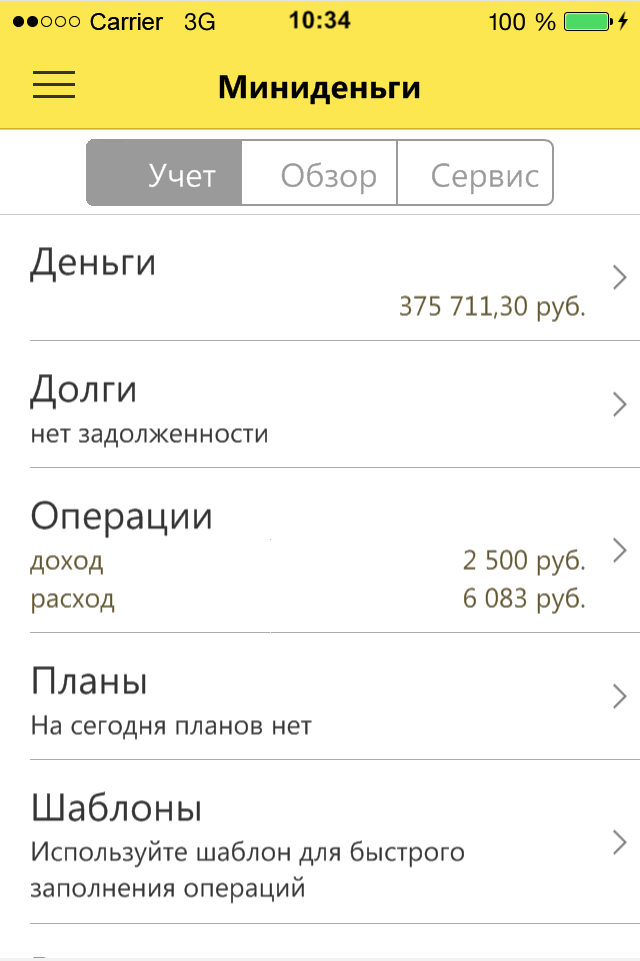 Carrier 3G 10:34 100 %
Миниденьги
Учет Обзор Сервис
Деньги
375 711,30 руб.
Долги
нет задолженности
Операции
доход 2 500 руб.
расход 6 083 руб.
Планы
На сегодня планов нет
Шаблоны
Используйте шаблон для быстрого
заполнения операций